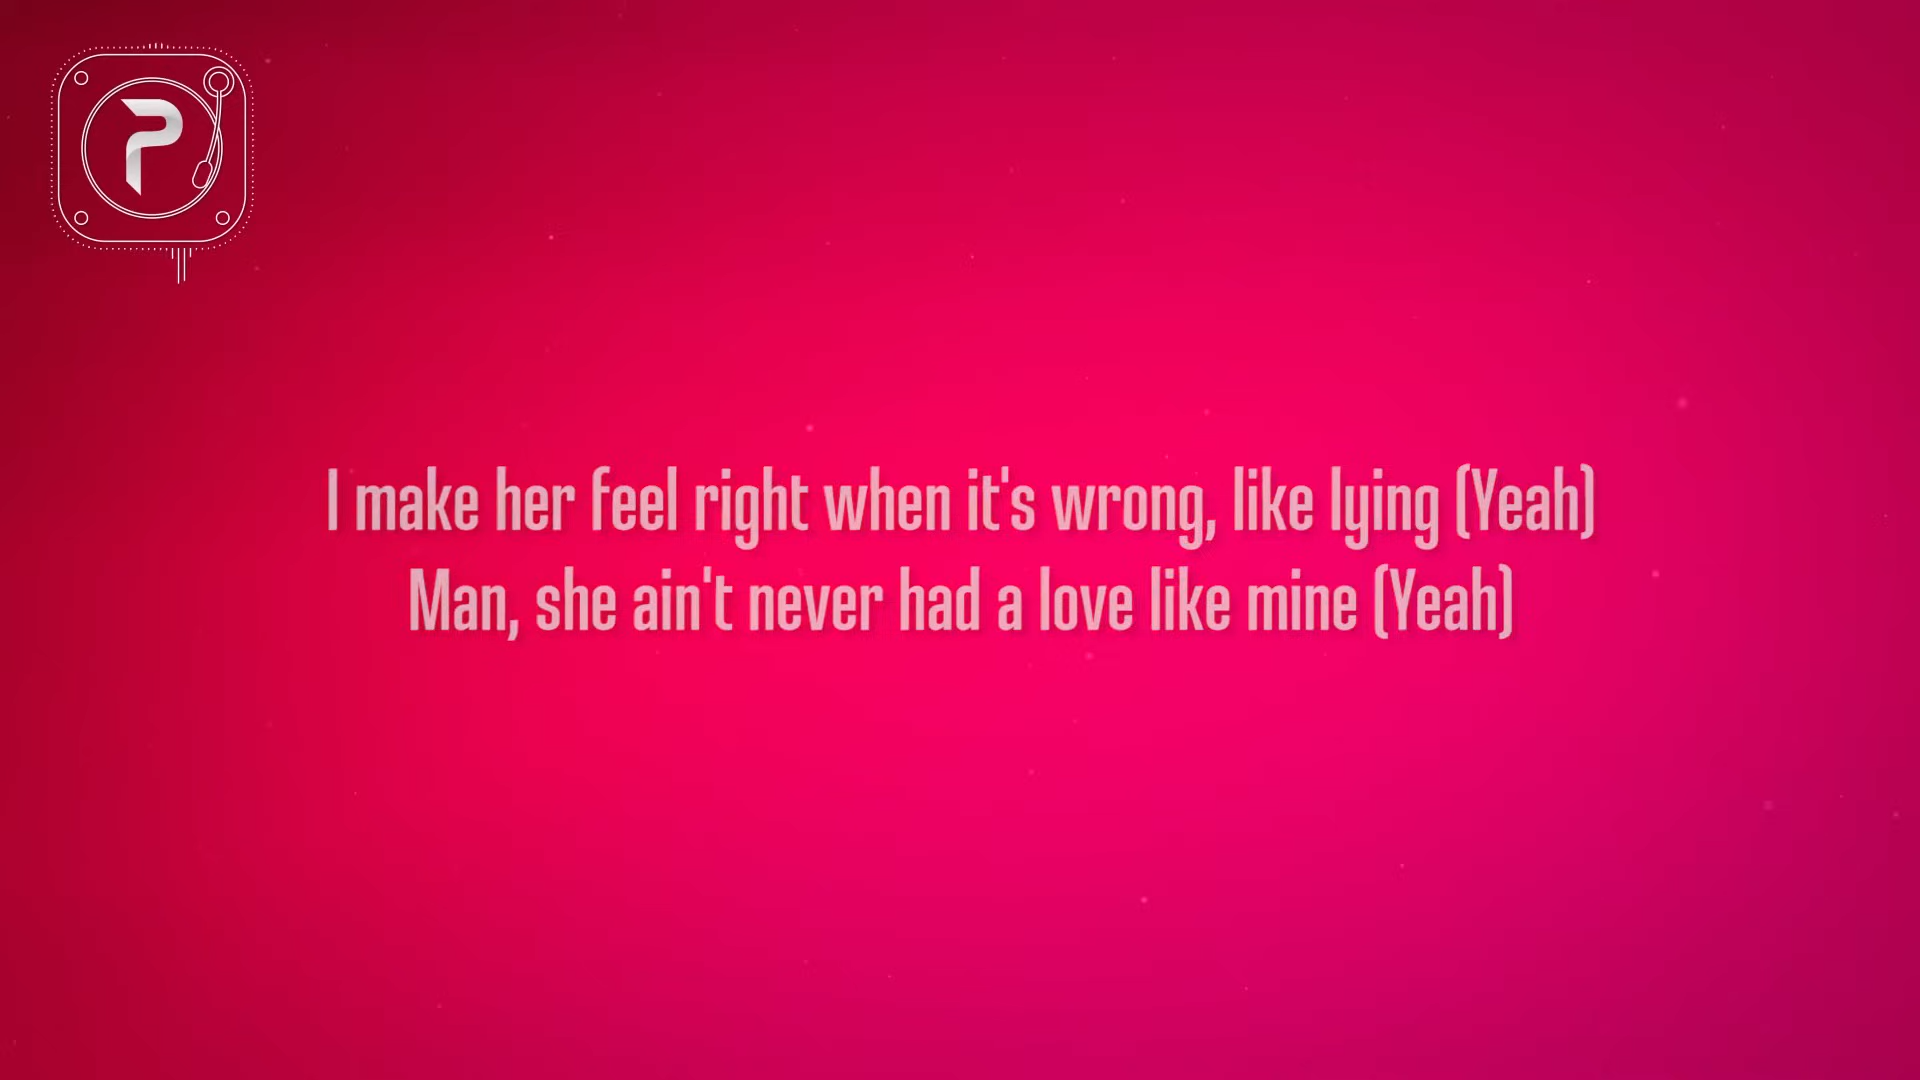 P
I make her feel right when it's wrong, like lying (Yeah)
Man, she ain't never had a love like mine (Yeah)